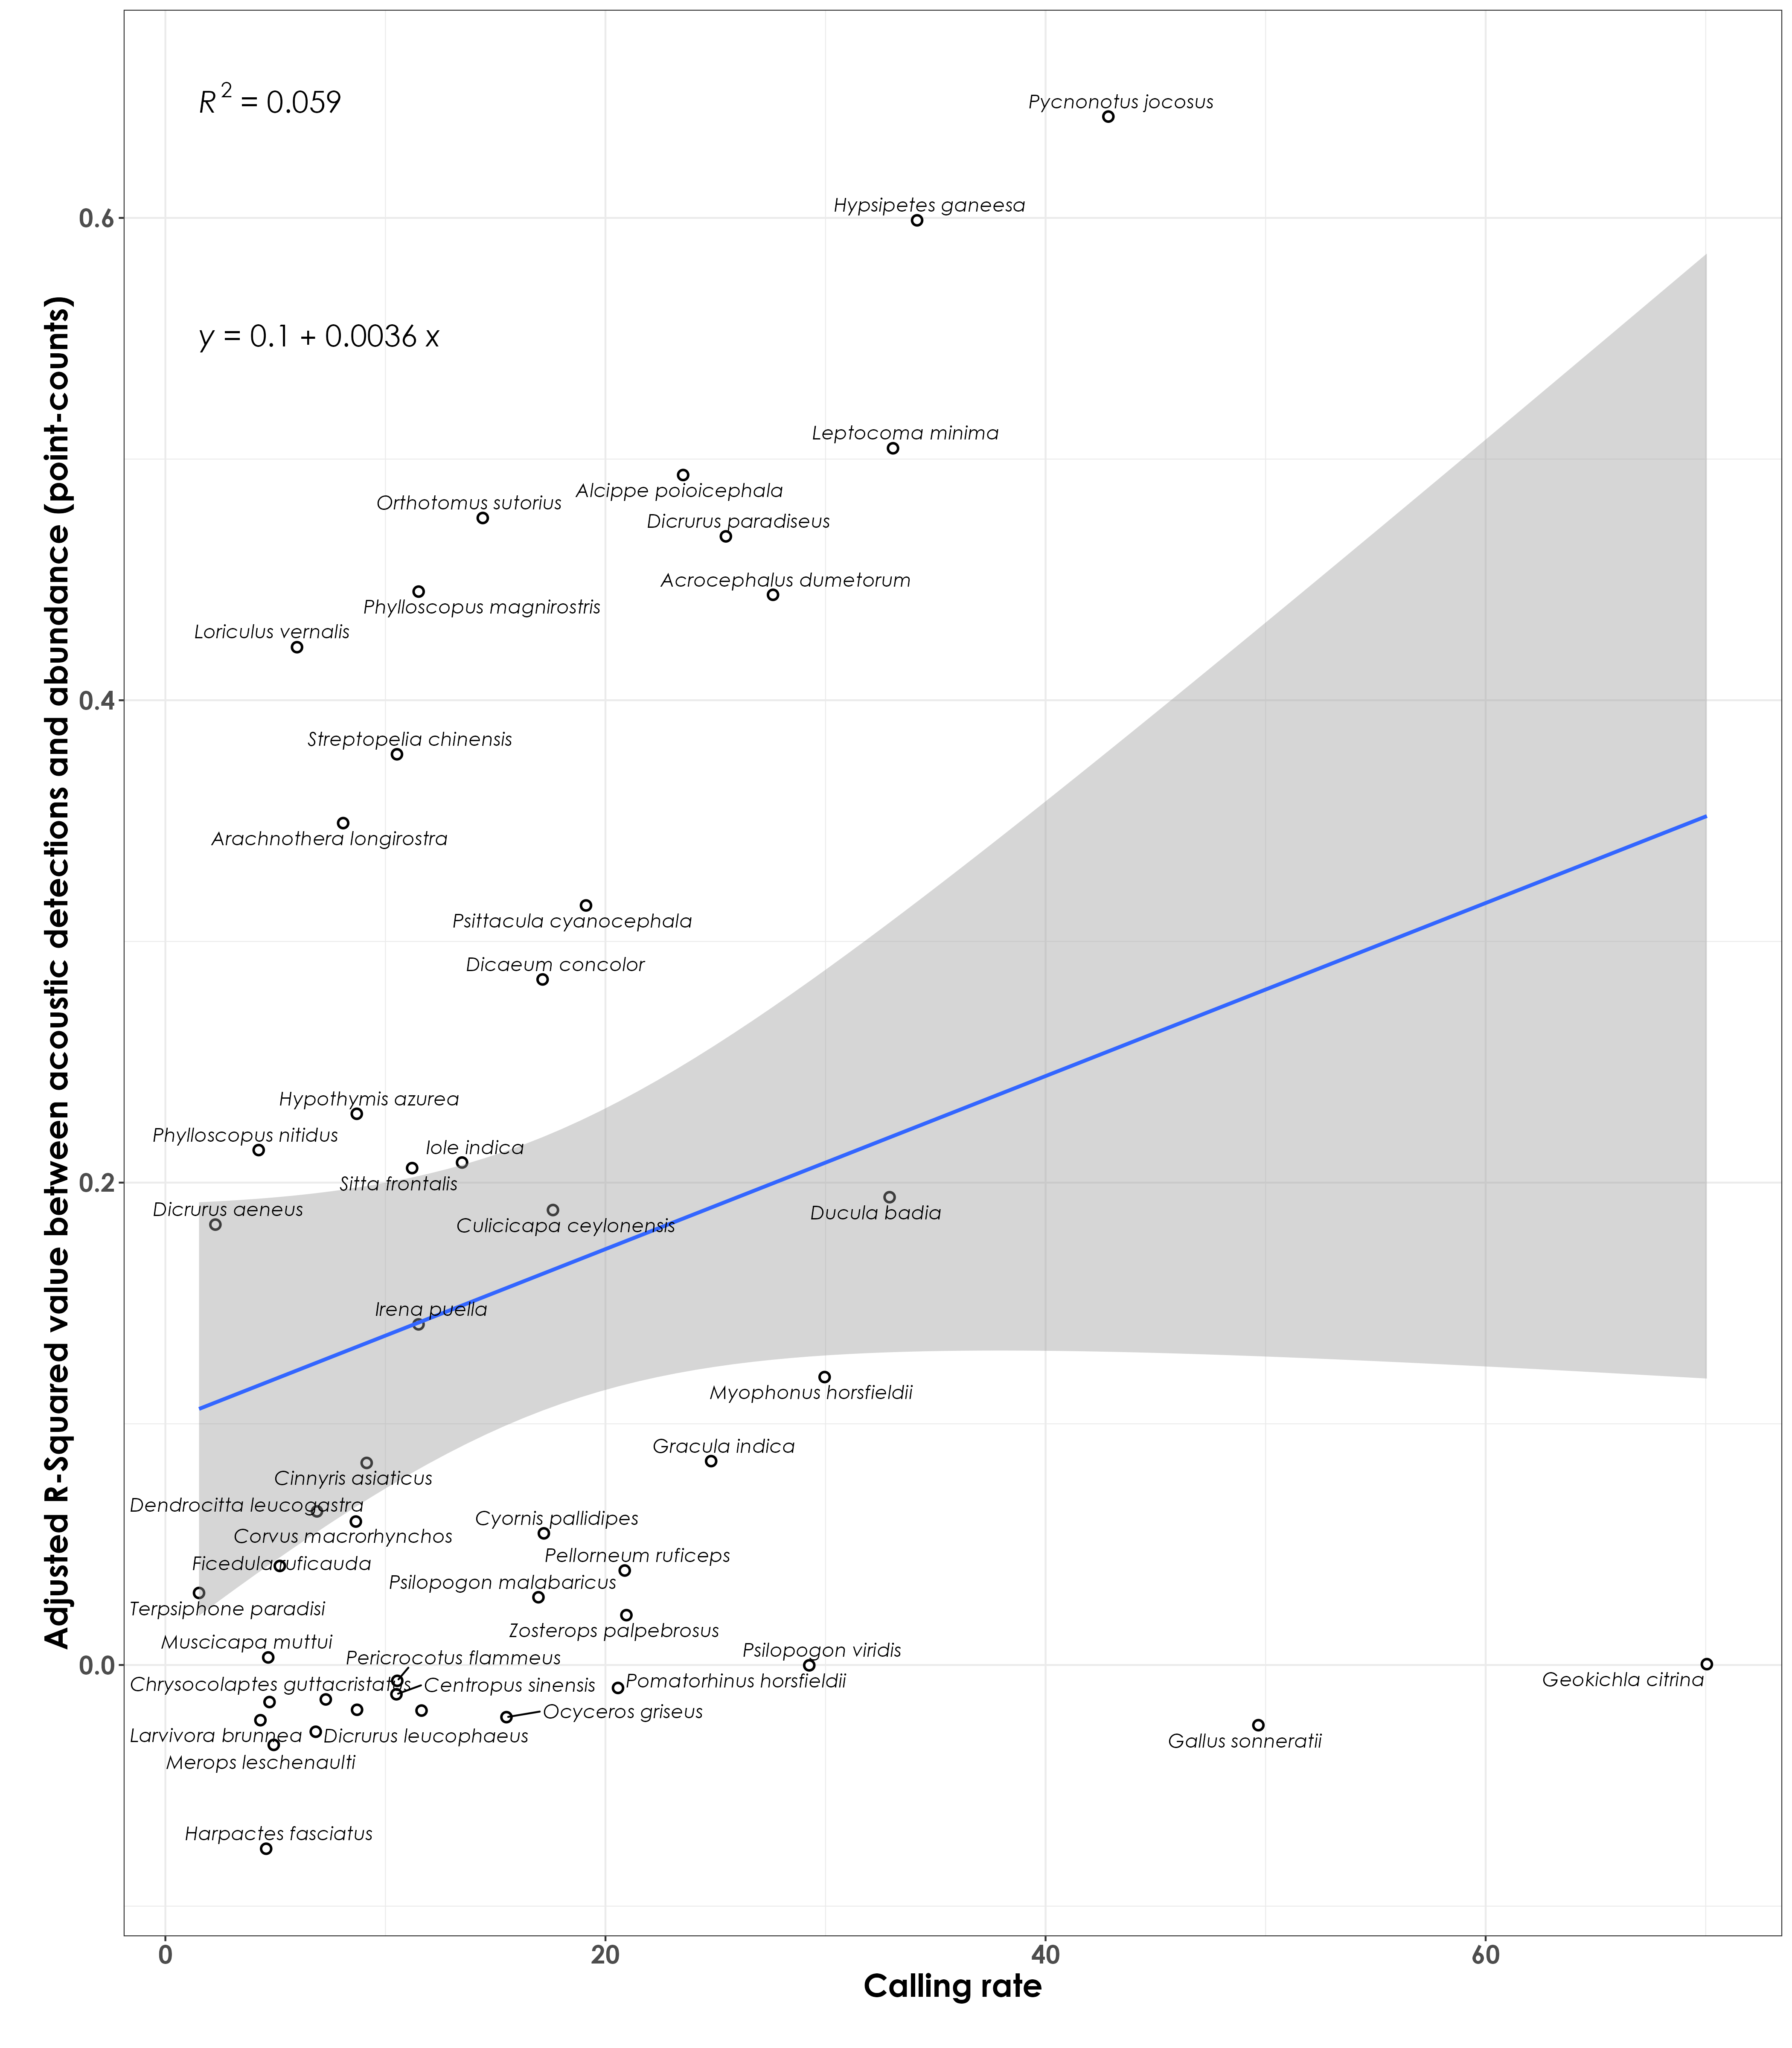 R² = 0.059
Pycnonotus jocosus
Hypsipetes ganeesa
0.6
y = 0.1 + 0.0036 x
Leptocoma minima
Alcippe poioicephala
Orthotomus sutorius
Dicrurus paradiseus
Acrocephalus dumetorum
Phylloscopus magnirostris
Loriculus vernalis
0.4
Streptopelia chinensis
Arachnothera longirostra
Psittacula cyanocephala
Dicaeum concolor
Hypothymis azurea
Phylloscopus nitidus
Iole indica
Sitta frontalis
0.2
Dicrurus aeneus
Ducula badia
Culicicapa ceylonensis
Irena puella
Myophonus horsfieldii
Gracula indica
Cinnyris asiaticus
Dendrocitta leucogastra
Cyornis pallidipes
Corvus macrorhynchos
Pellorneum ruficeps
Ficedula ruficauda
Psilopogon malabaricus
Terpsiphone paradisi
Zosterops palpebrosus
Muscicapa muttui
Psilopogon viridis
Pericrocotus flammeus
0.0
Geokichla citrina
Pomatorhinus horsfieldii
Chrysocolaptes guttacristatus
Centropus sinensis
Ocyceros griseus
Larvivora brunnea
Dicrurus leucophaeus
Gallus sonneratii
Merops leschenaulti
Harpactes fasciatus
0 20 40 60
Calling rate
Adjusted R-Squared value between acoustic detections and abundance (point-counts)